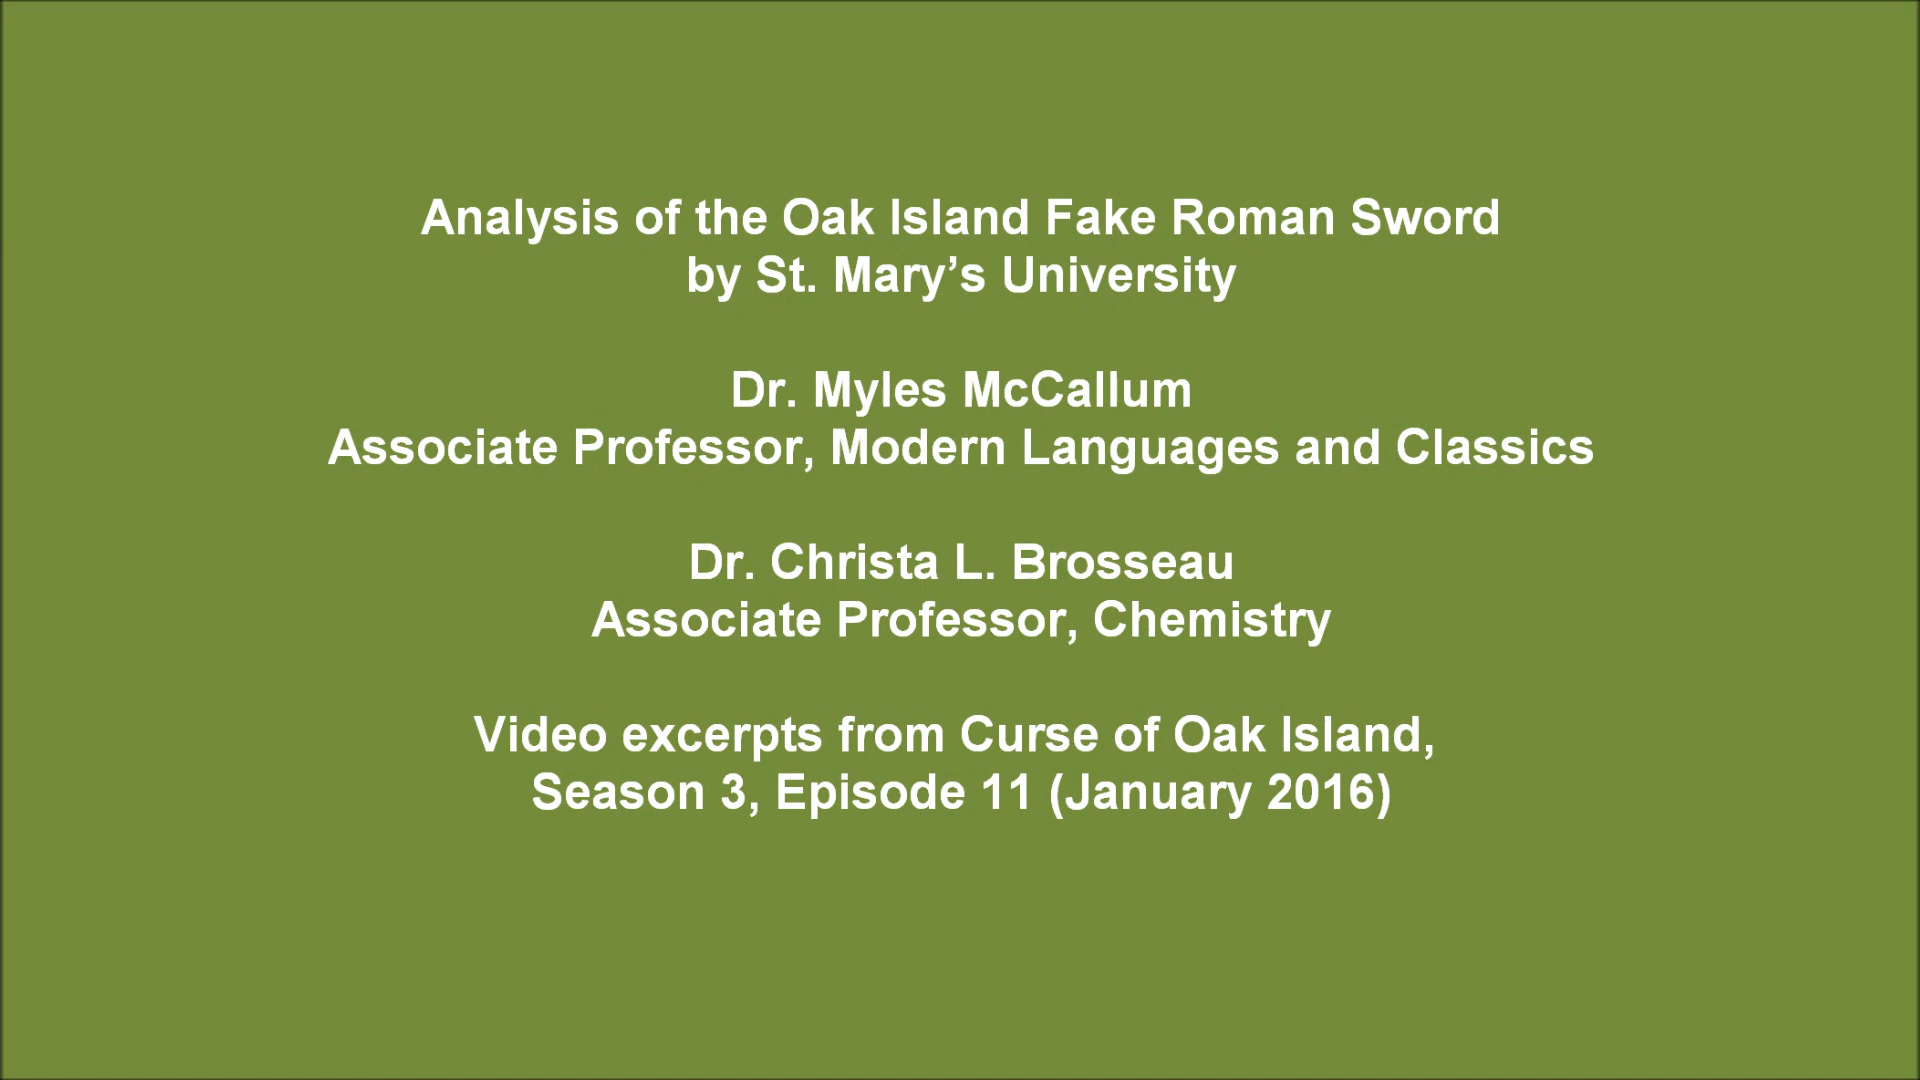 Analysis of the Oak Island Fake Roman Sword
by St. Mary’s University
Dr. Myles McCallum
Associate Professor, Modern Languages and Classics
Dr. Christa L. Brosseau
Associate Professor, Chemistry
Video excerpts from Curse of Oak Island,
Season 3, Episode 11 (January 2016)